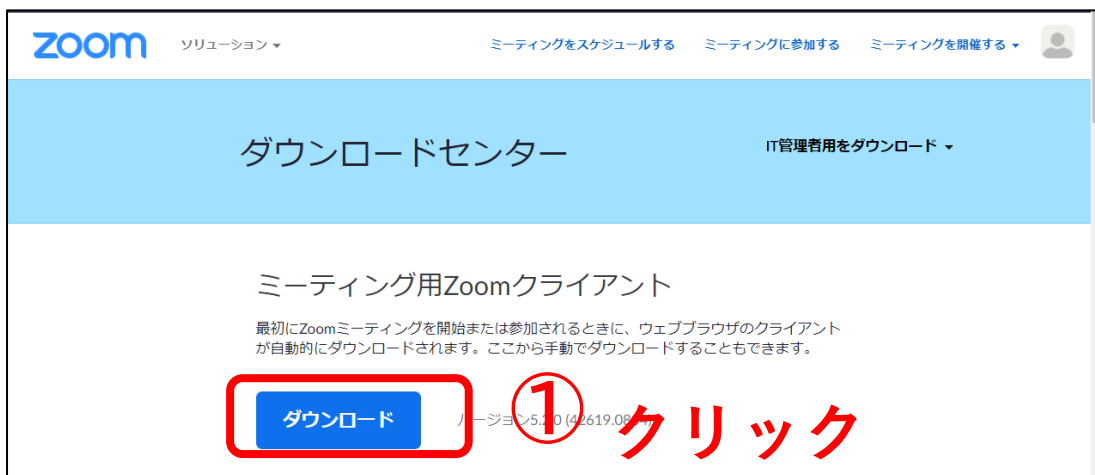 zoom ソリューション ミーティングをスケジュールする ミーティングに参加する ミーティングを開催する
ダウンロードセンター IT管理者用をダウンロード
ミーティング用Zoomクライアント
最初にZoomミーティングを開始または参加されるときに、ウェブブラウザのクライアント
が自動的にダウンロードされます。ここから手動でダウンロードすることもできます。
ダウンロード
① クリック